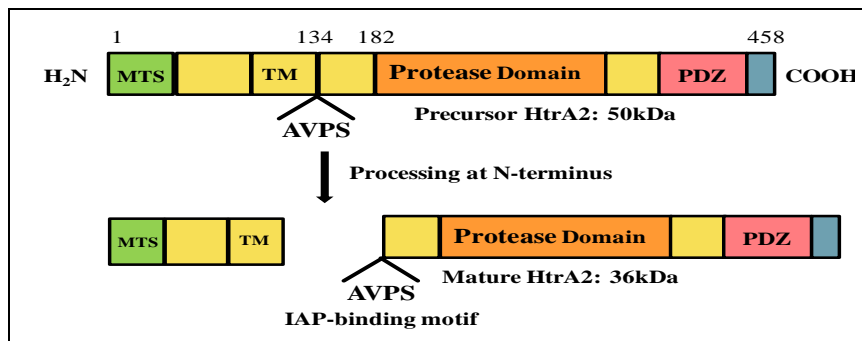 1 134 182 458
H₂N MTS TM Protease Domain PDZ COOH
AVPS Precursor HtrA2: 50kDa
Processing at N-terminus
MTS TM Protease Domain PDZ
AVPS Mature HtrA2: 36kDa
IAP-binding motif